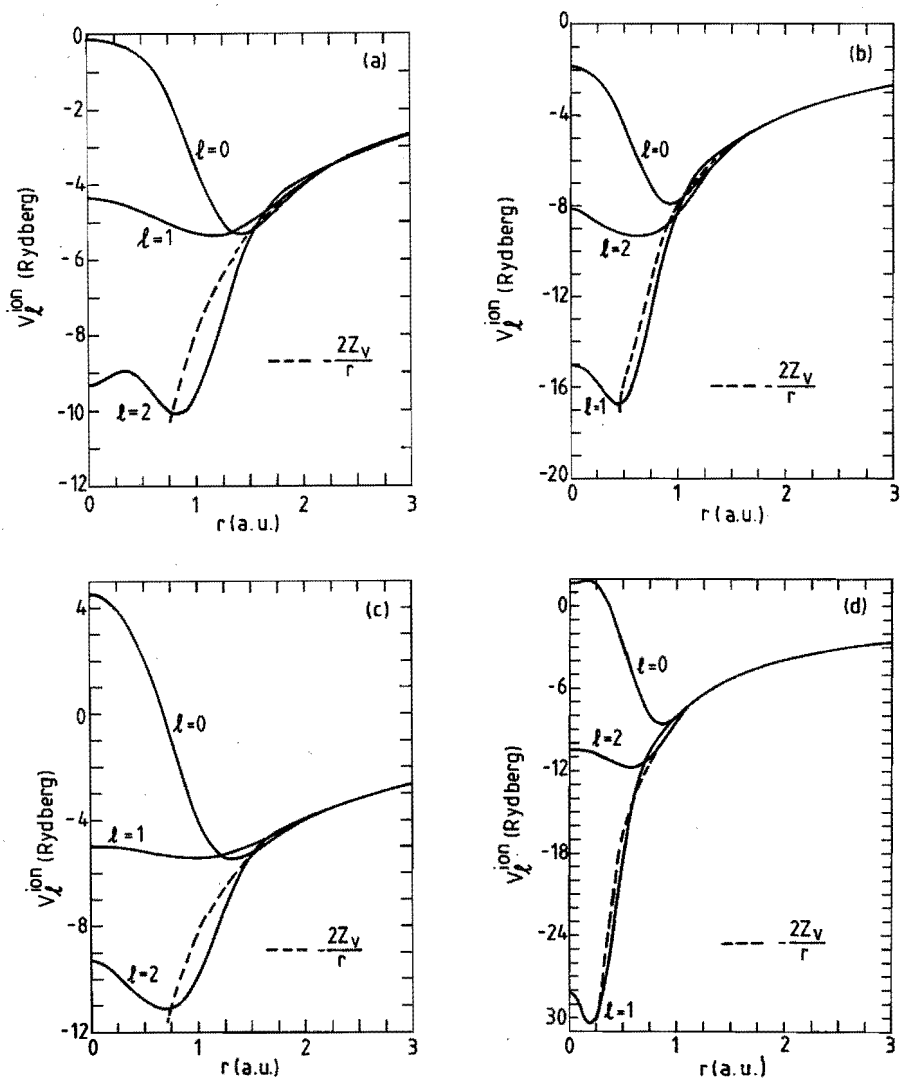 (a)
0
-2
-4
-6
-8
-10
-12
V_ℓ^ion (Rydberg)
ℓ=0
ℓ=1
ℓ=2
--- -2Z_v/r
0 1 2 3
r (a.u.)
(b)
0
-4
-8
-12
-16
-20
V_ℓ^ion (Rydberg)
ℓ=0
ℓ=2
ℓ=1
--- -2Z_v/r
0 1 2 3
r (a.u.)
(c)
4
0
-4
-8
-12
V_ℓ^ion (Rydberg)
ℓ=0
ℓ=1
ℓ=2
--- -2Z_v/r
0 1 2 3
r (a.u.)
(d)
0
-6
-12
-18
-24
30
V_ℓ^ion (Rydberg)
ℓ=0
ℓ=2
ℓ=1
--- -2Z_v/r
0 1 2 3
r (a.u.)